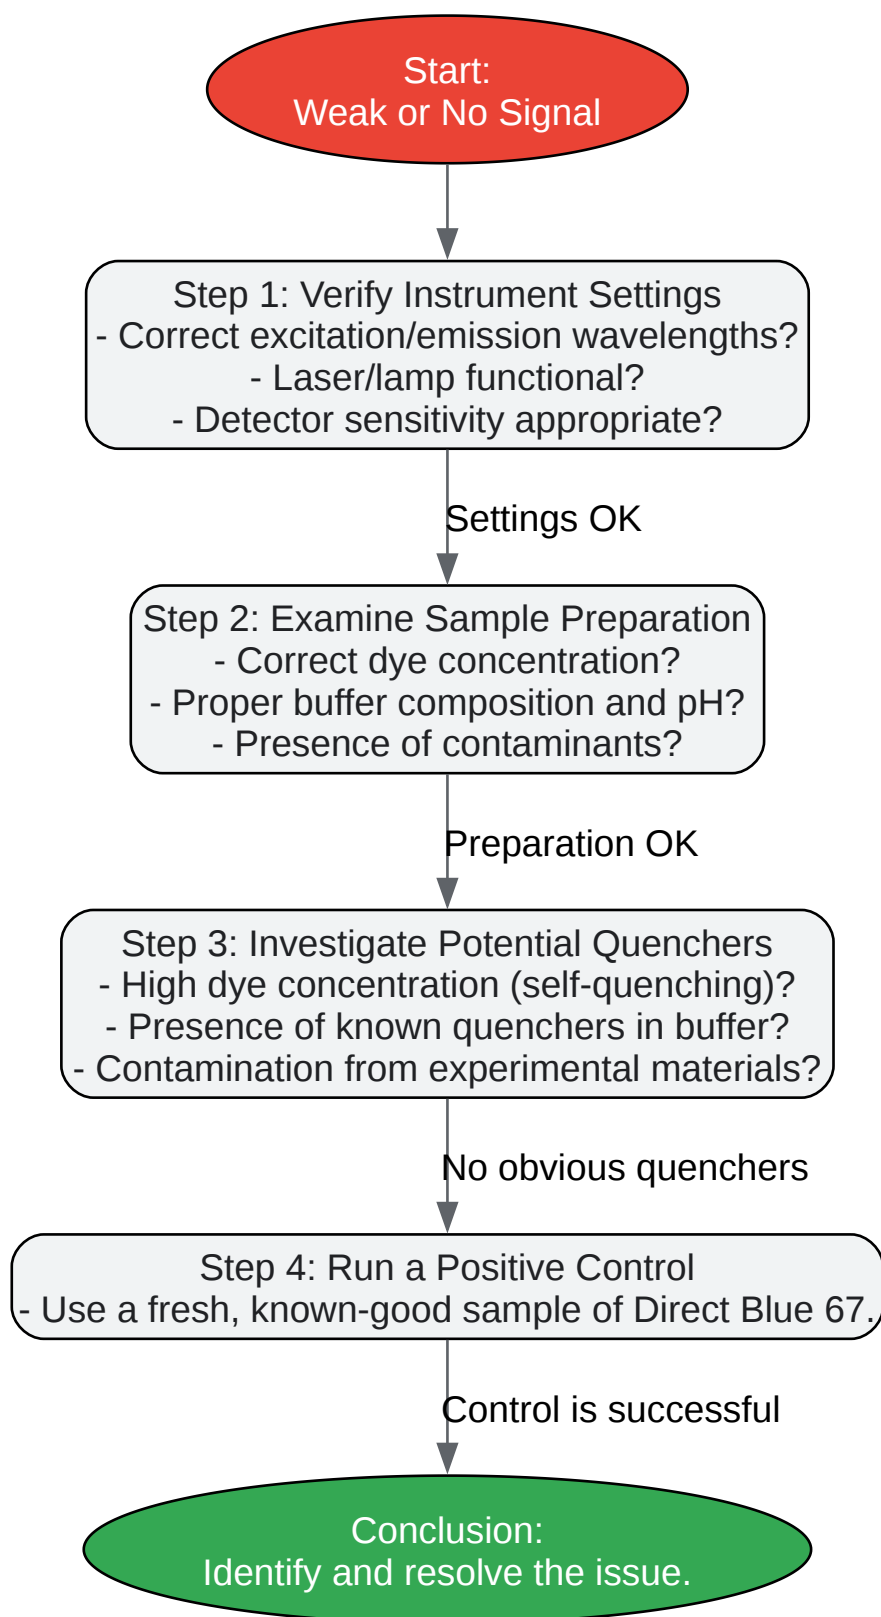 Start:
Weak or No Signal
Step 1: Verify Instrument Settings
- Correct excitation/emission wavelengths?
- Laser/lamp functional?
- Detector sensitivity appropriate?
Settings OK
Step 2: Examine Sample Preparation
- Correct dye concentration?
- Proper buffer composition and pH?
- Presence of contaminants?
Preparation OK
Step 3: Investigate Potential Quenchers
- High dye concentration (self-quenching)?
- Presence of known quenchers in buffer?
- Contamination from experimental materials?
No obvious quenchers
Step 4: Run a Positive Control
- Use a fresh, known-good sample of Direct Blue 67.
Control is successful
Conclusion:
Identify and resolve the issue.